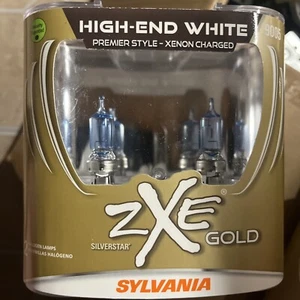 HIGH-END WHITE
PREMIER STYLE - XENON CHARGED
SILVERSTAR
ZXE
GOLD
SYLVANIA